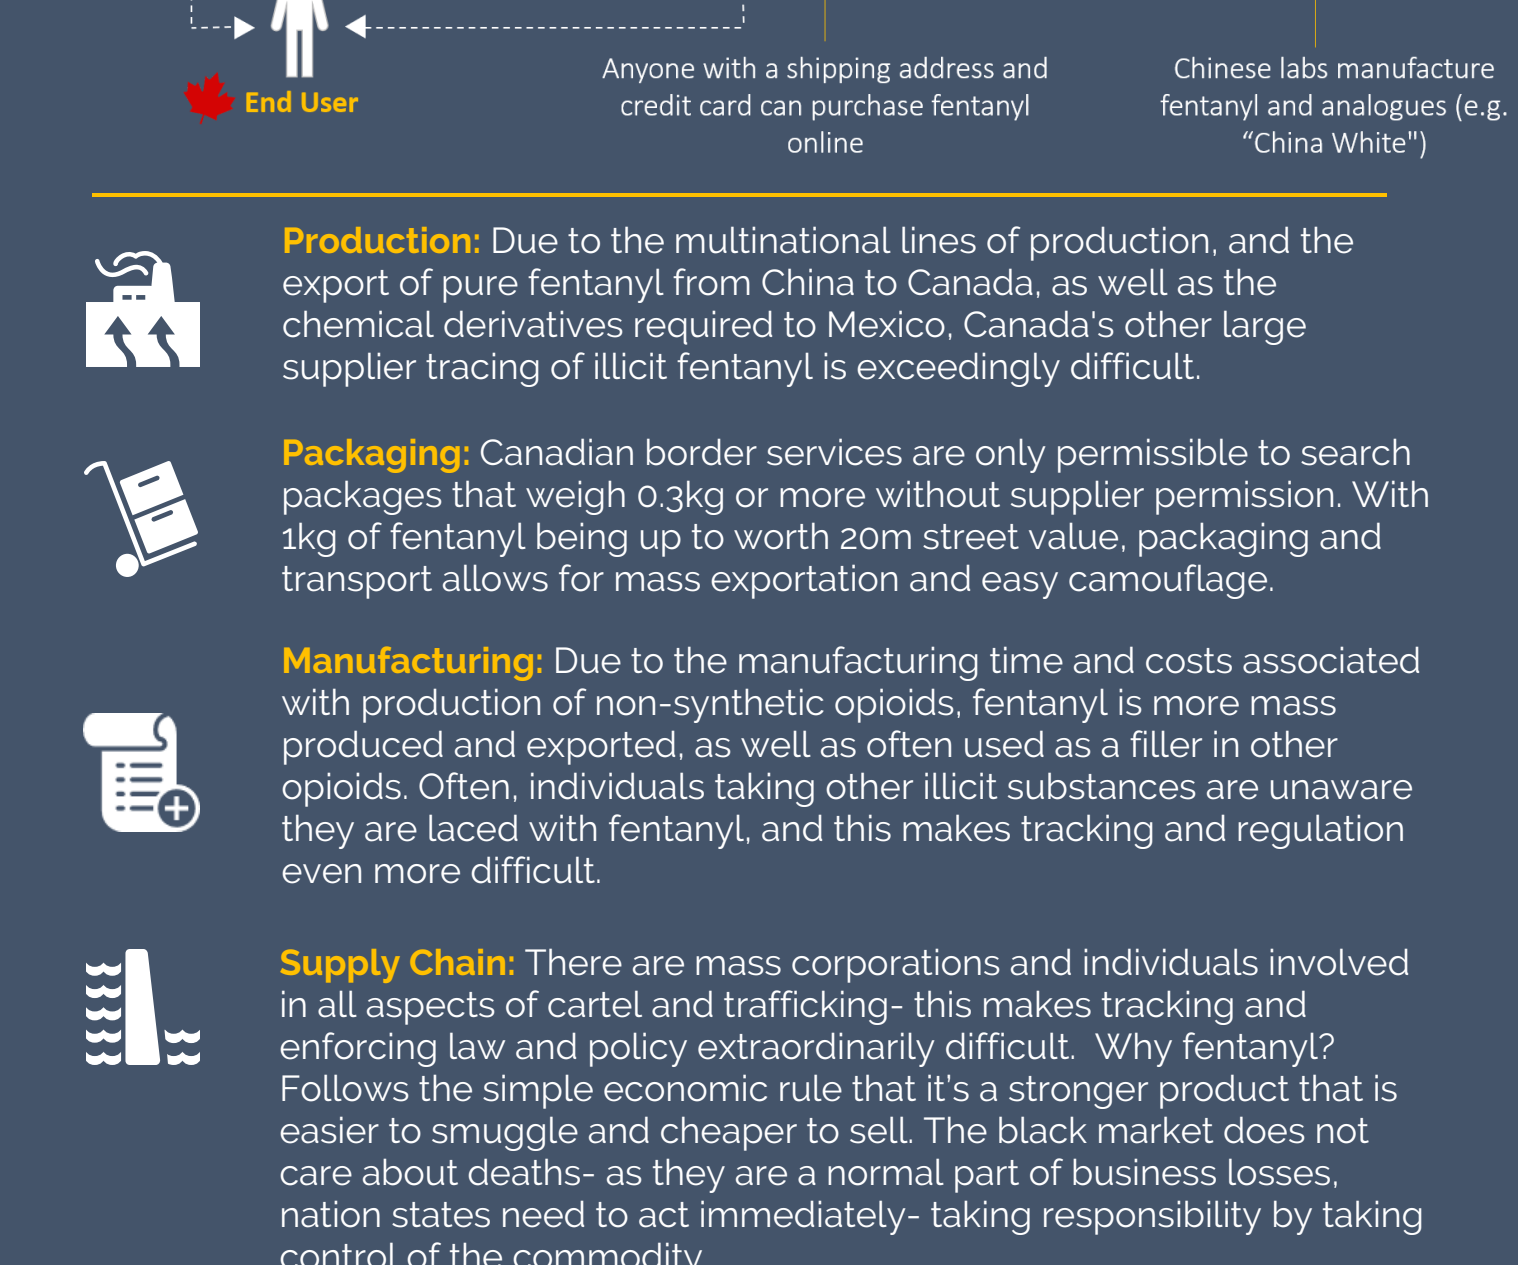 End User
Anyone with a shipping address and
credit card can purchase fentanyl
online
Chinese labs manufacture
fentanyl and analogues (e.g.
“China White")
Production: Due to the multinational lines of production, and the
export of pure fentanyl from China to Canada, as well as the
chemical derivatives required to Mexico, Canada's other large
supplier tracing of illicit fentanyl is exceedingly difficult.
Packaging: Canadian border services are only permissible to search
packages that weigh 0.3kg or more without supplier permission. With
1kg of fentanyl being up to worth 20m street value, packaging and
transport allows for mass exportation and easy camouflage.
Manufacturing: Due to the manufacturing time and costs associated
with production of non-synthetic opioids, fentanyl is more mass
produced and exported, as well as often used as a filler in other
opioids. Often, individuals taking other illicit substances are unaware
they are laced with fentanyl, and this makes tracking and regulation
even more difficult.
Supply Chain: There are mass corporations and individuals involved
in all aspects of cartel and trafficking- this makes tracking and
enforcing law and policy extraordinarily difficult.  Why fentanyl?
Follows the simple economic rule that it’s a stronger product that is
easier to smuggle and cheaper to sell. The black market does not
care about deaths- as they are a normal part of business losses,
nation states need to act immediately- taking responsibility by taking
control of the commodity